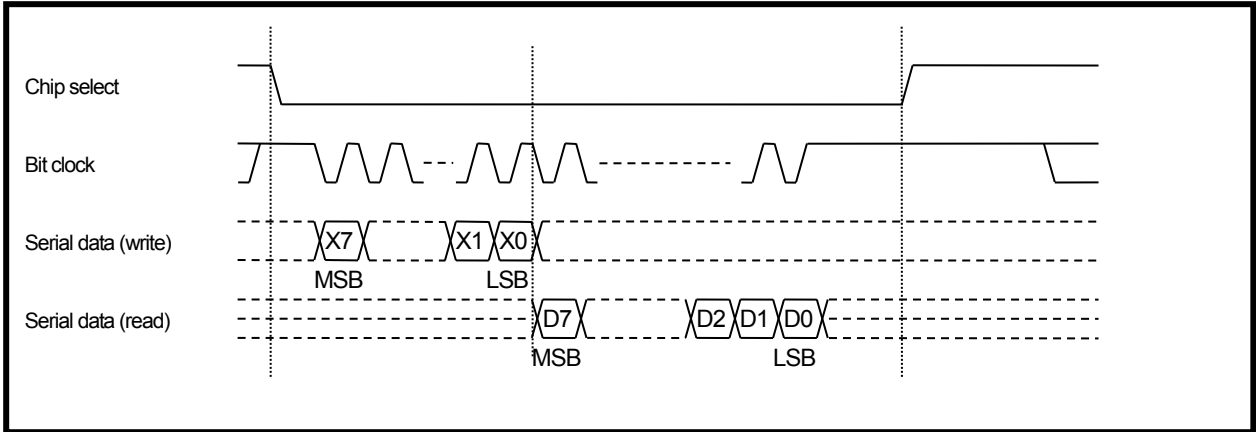 Chip select
Bit clock
Serial data (write)
X7 X1 X0
MSB LSB
Serial data (read)
D7 D2 D1 D0
MSB LSB